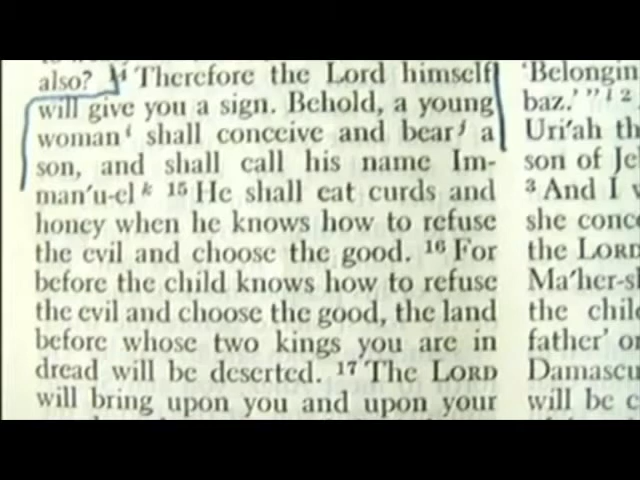 also? 14 Therefore the Lord himself
will give you a sign. Behold, a young
woman i shall conceive and bear j a
son, and shall call his name Im-
man'u-el k 15 He shall eat curds and
honey when he knows how to refuse
the evil and choose the good. 16 For
before the child knows how to refuse
the evil and choose the good, the land
before whose two kings you are in
dread will be deserted. 17 The LORD
will bring upon you and upon your
'Belongin
baz.' "
Uri'ah th
son of Je
3 And I w
she conc
the LORD
Ma'her-s
the chil
father' or
Damascu
will be c